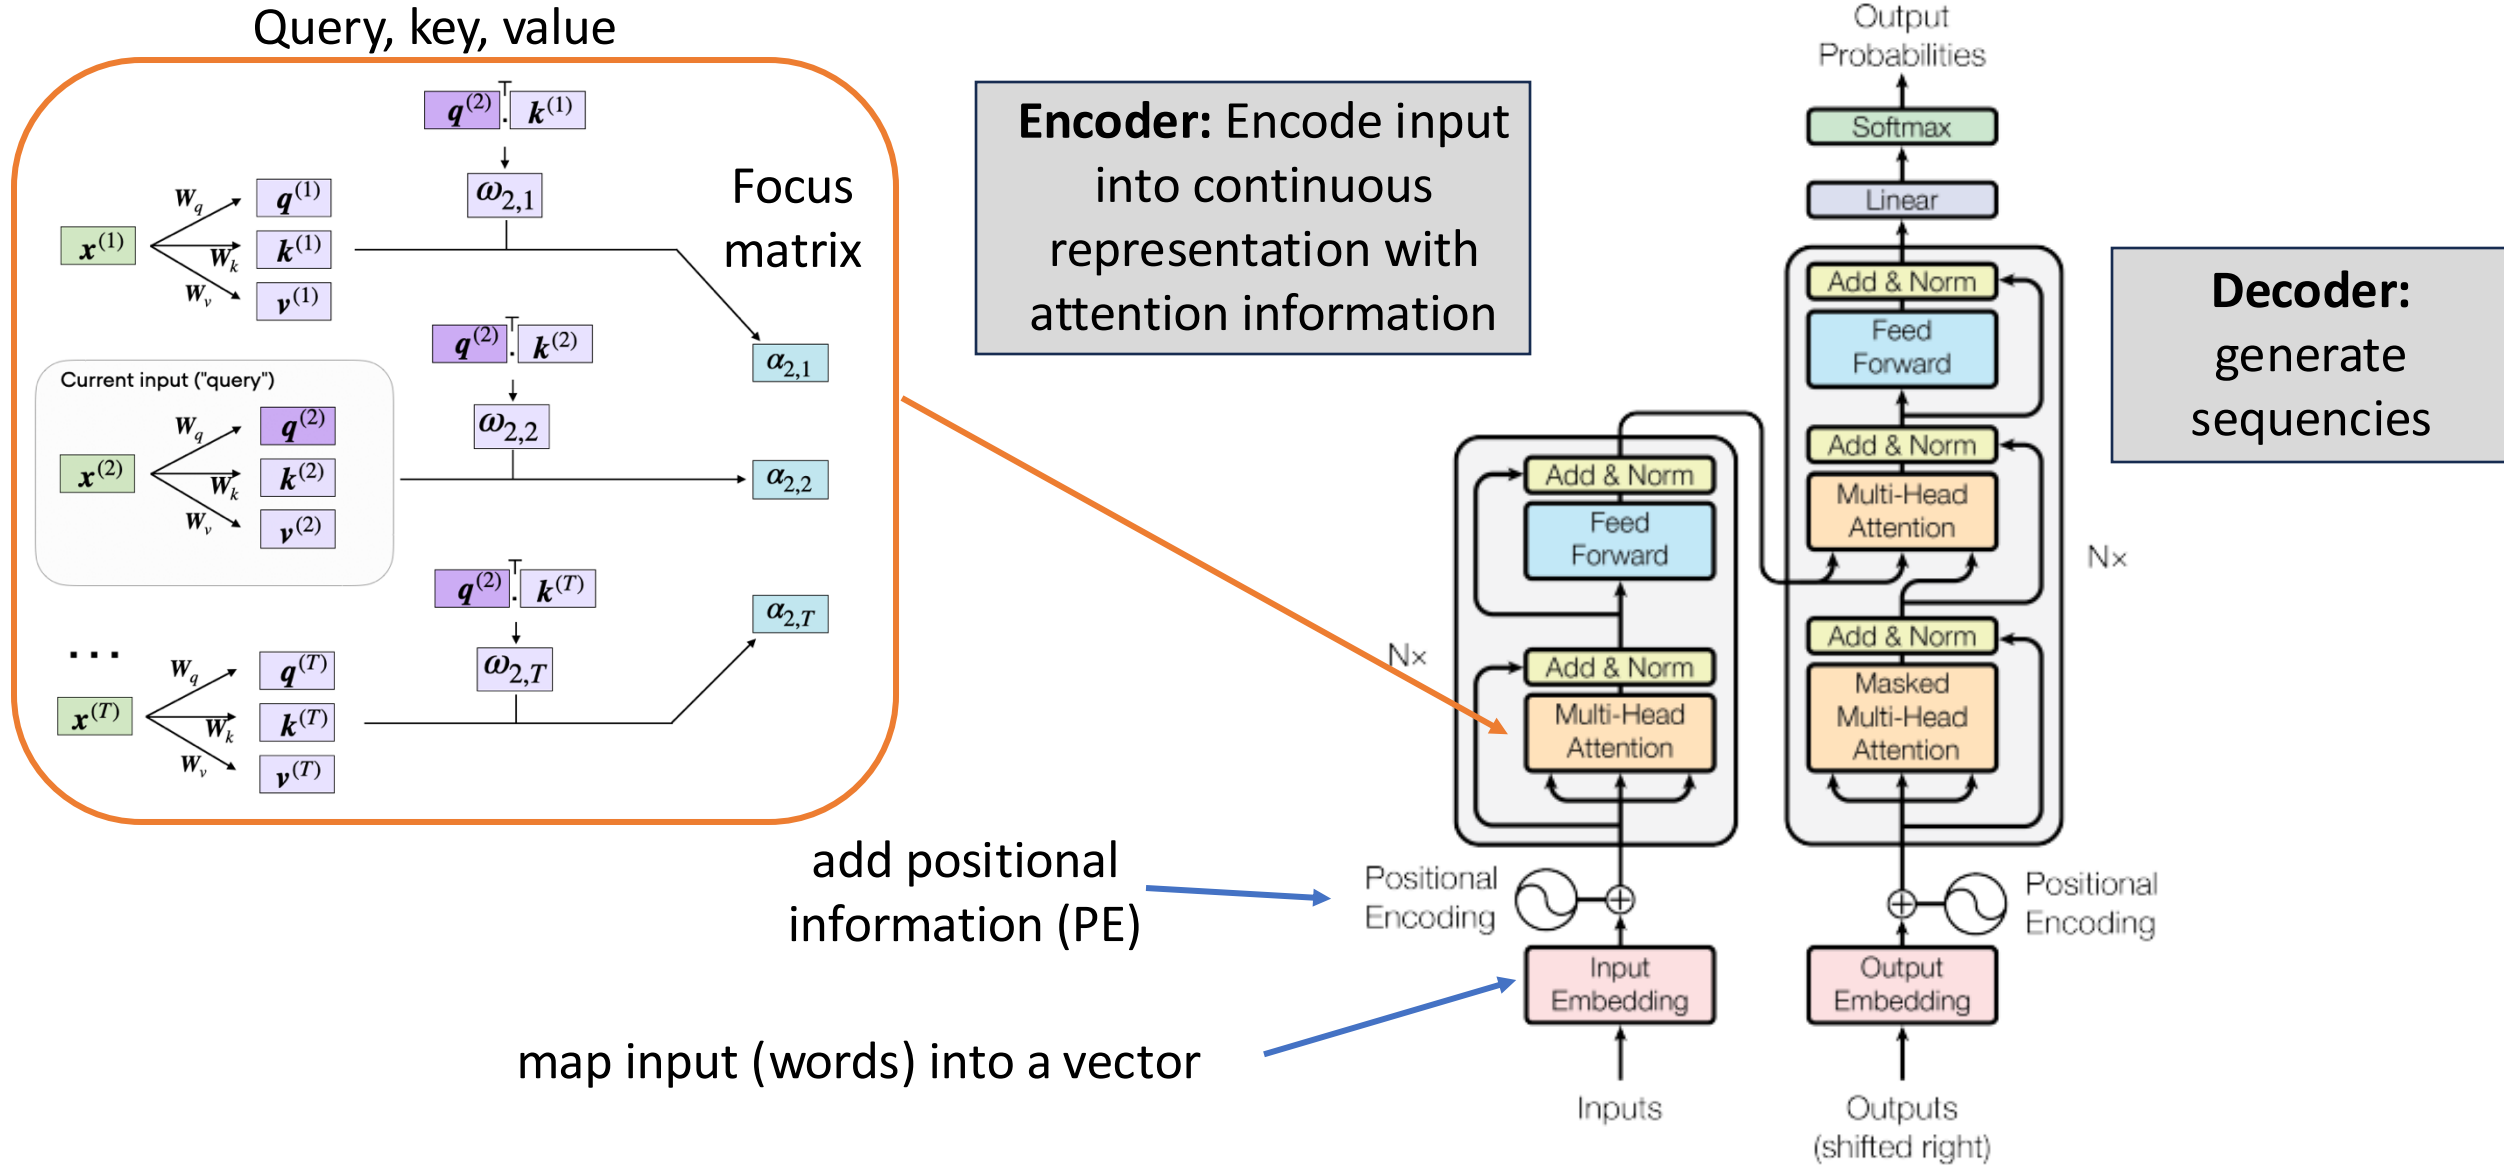 Query, key, value
q(2)⊤ . k(1)
ω2,1
Focus
matrix
Wq
Wk
Wv
x(1)
q(1)
k(1)
v(1)
α2,1
q(2)⊤ . k(2)
ω2,2
Current input ("query")
Wq
Wk
Wv
x(2)
q(2)
k(2)
v(2)
α2,2
q(2)⊤ . k(T)
ω2,T
...
Wq
Wk
Wv
x(T)
q(T)
k(T)
v(T)
α2,T
Encoder: Encode input
into continuous
representation with
attention information
Decoder:
generate
sequencies
add positional
information (PE)
map input (words) into a vector
Add & Norm
Feed
Forward
Nx
Add & Norm
Multi-Head
Attention
Positional
Encoding
Input
Embedding
Inputs
Output
Probabilities
Softmax
Linear
Add & Norm
Feed
Forward
Add & Norm
Multi-Head
Attention
Nx
Add & Norm
Masked
Multi-Head
Attention
Positional
Encoding
Output
Embedding
Outputs
(shifted right)